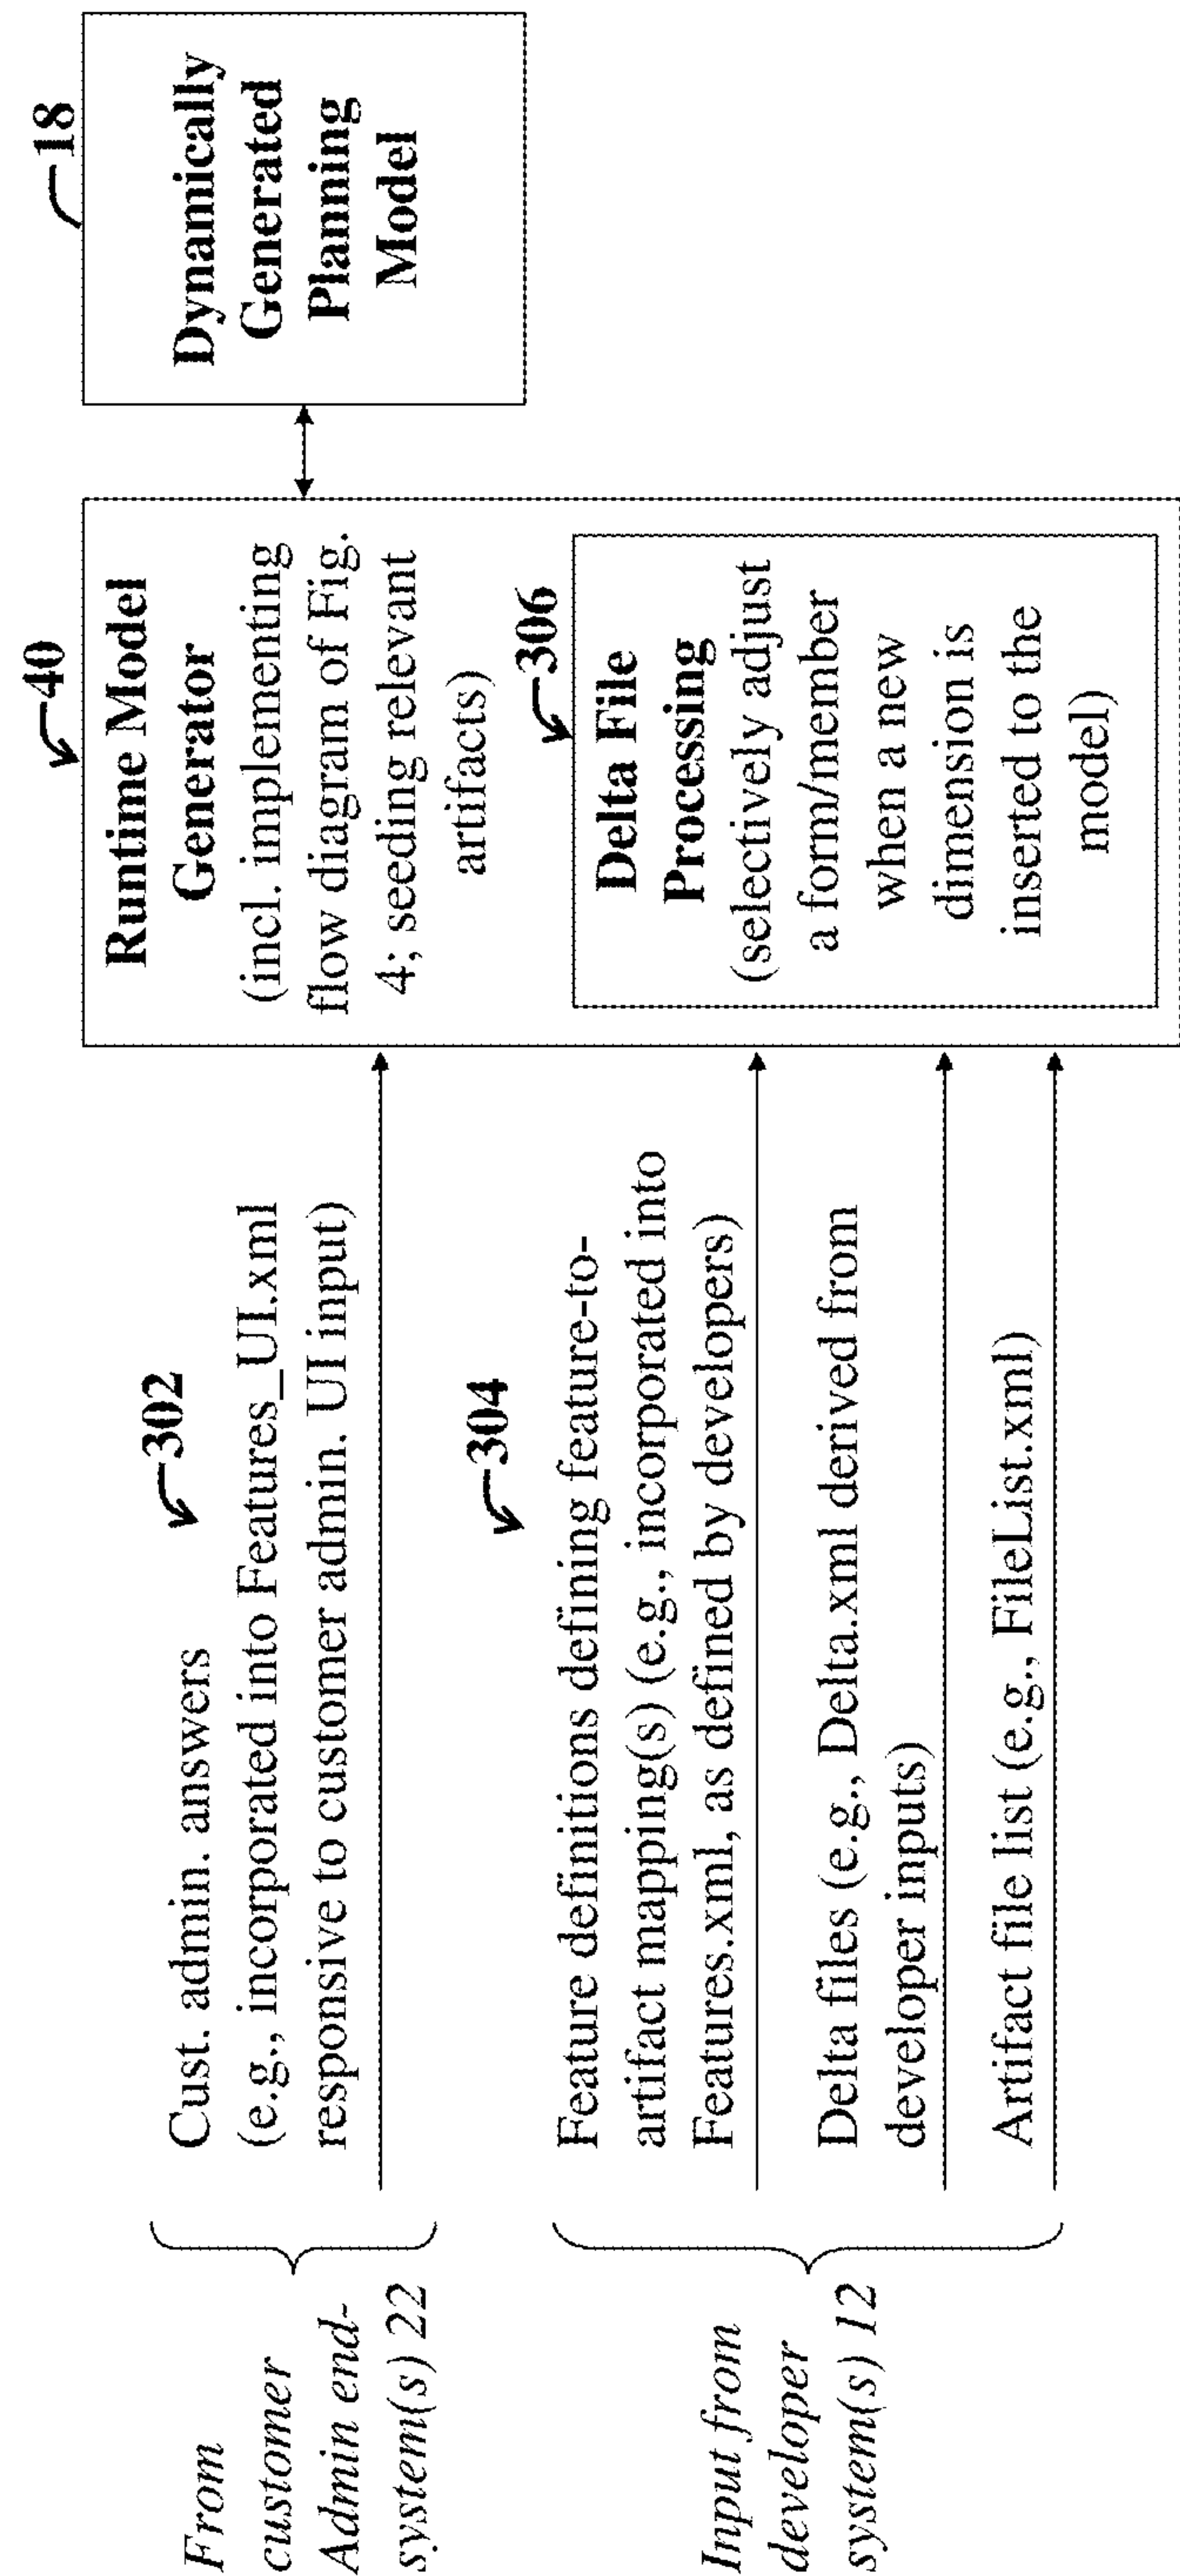 From
customer
Admin end-
system(s) 22
302
Cust. admin. answers
(e.g., incorporated into Features_UI.xml
responsive to customer admin. UI input)
Input from
developer
system(s) 12
304
Feature definitions defining feature-to-
artifact mapping(s) (e.g., incorporated into
Features.xml, as defined by developers)
Delta files (e.g., Delta.xml derived from
developer inputs)
Artifact file list (e.g., FileList.xml)
40
Runtime Model
Generator
(incl. implementing
flow diagram of Fig.
4; seeding relevant
artifacts)
306
Delta File
Processing
(selectively adjust
a form/member
when a new
dimension is
inserted to the
model)
18
Dynamically
Generated
Planning
Model